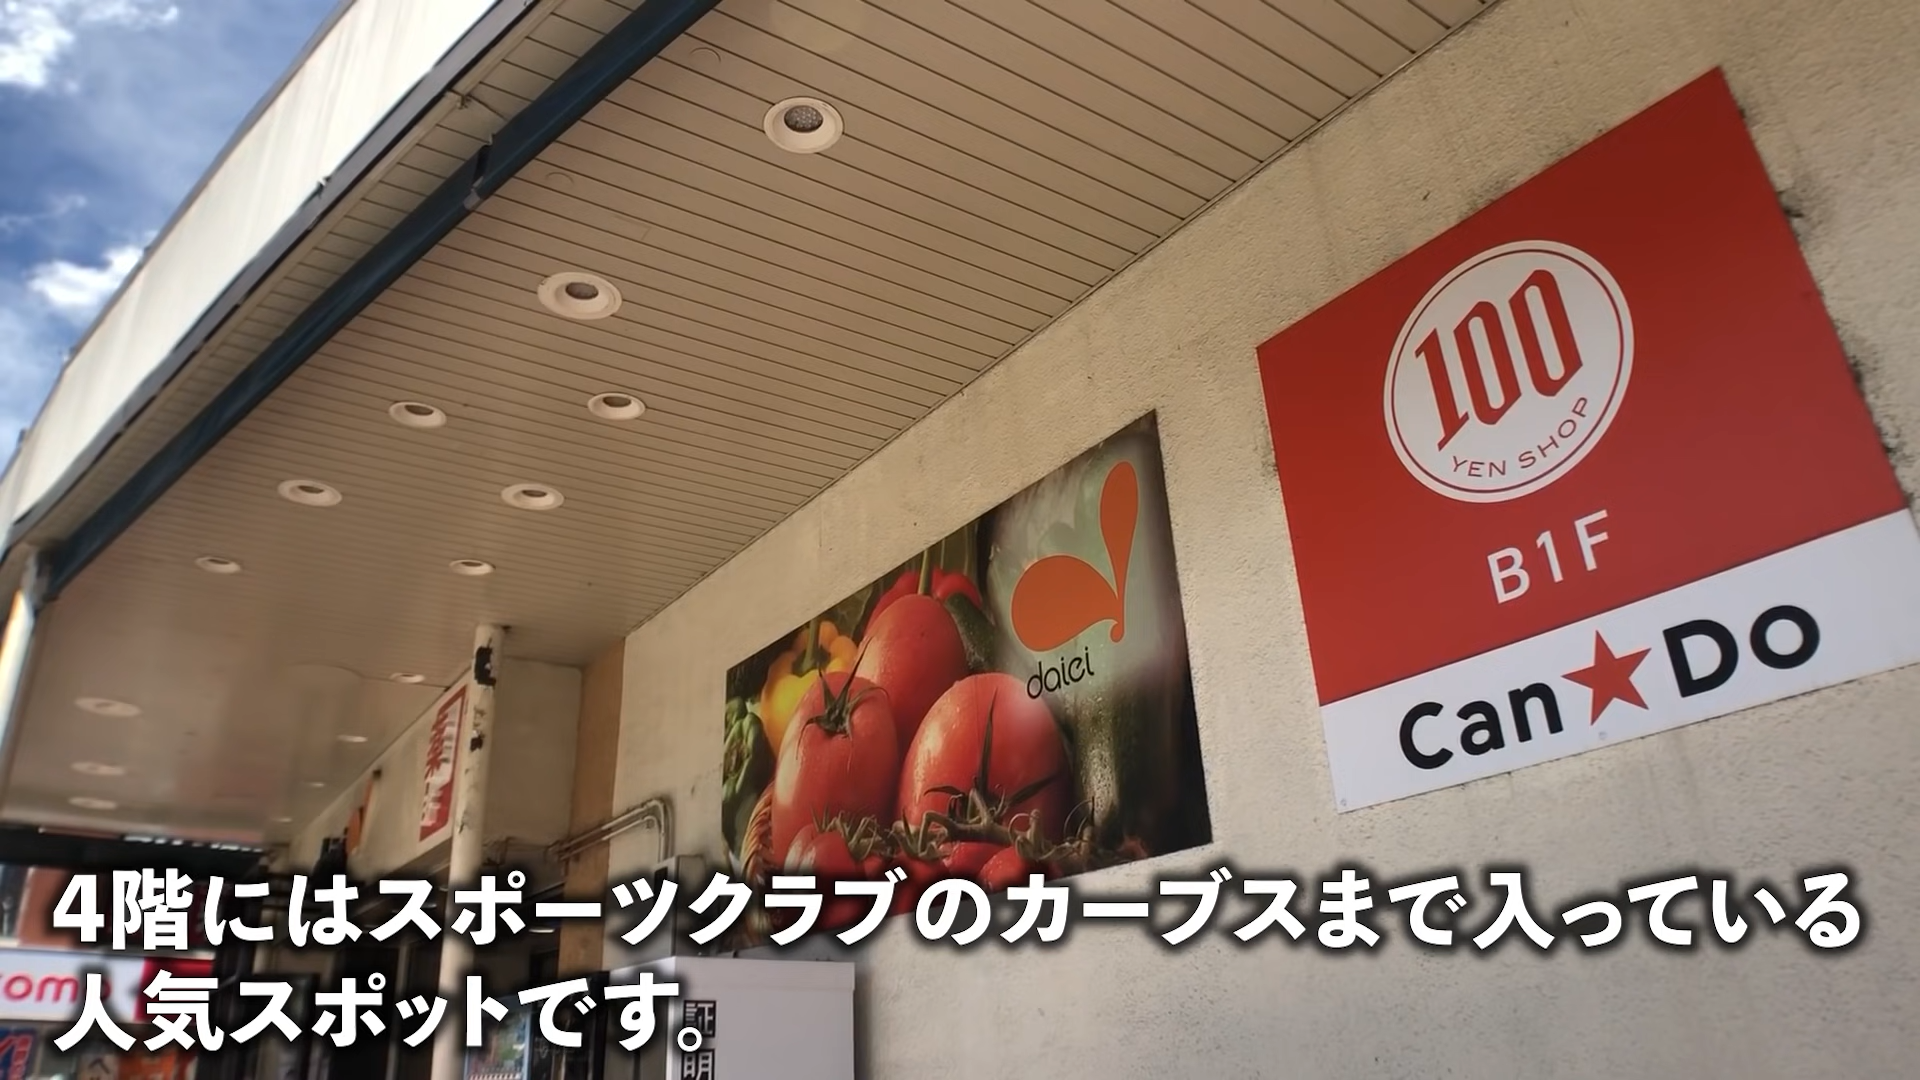 100
YEN SHOP
B1F
Can★Do
daiei
4階にはスポーツクラブのカーブスまで入っている
人気スポットです。
証明